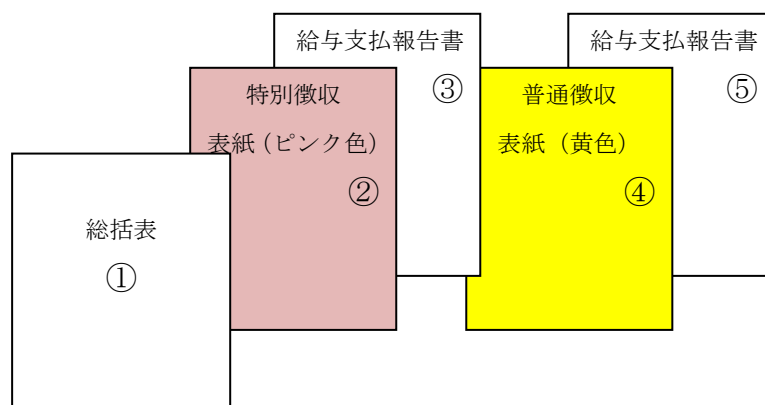 総括表
①
特別徴収
表紙（ピンク色）
②
給与支払報告書
③
普通徴収
表紙（黄色）
④
給与支払報告書
⑤